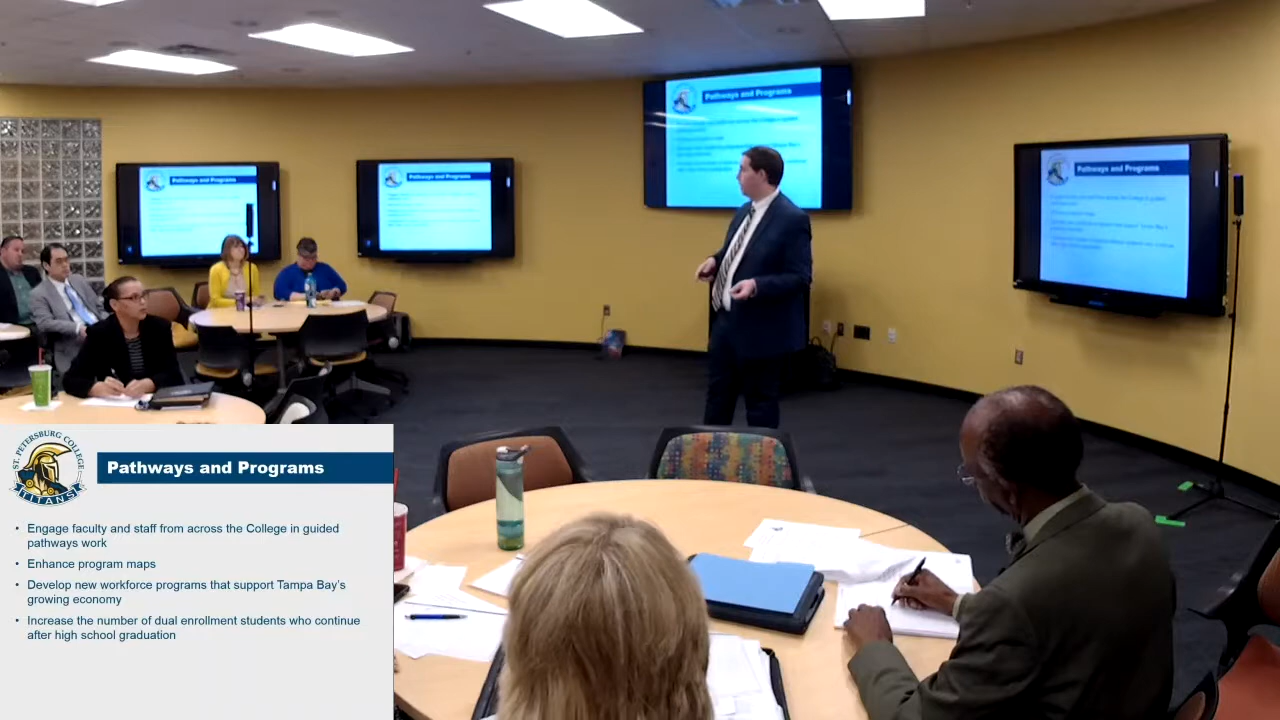 Pathways and Programs
Pathways and Programs
Pathways and Programs
Pathways and Programs
ST. PETERSBURG COLLEGE
TITANS
Pathways and Programs
• Engage faculty and staff from across the College in guided
pathways work
• Enhance program maps
• Develop new workforce programs that support Tampa Bay's
growing economy
• Increase the number of dual enrollment students who continue
after high school graduation